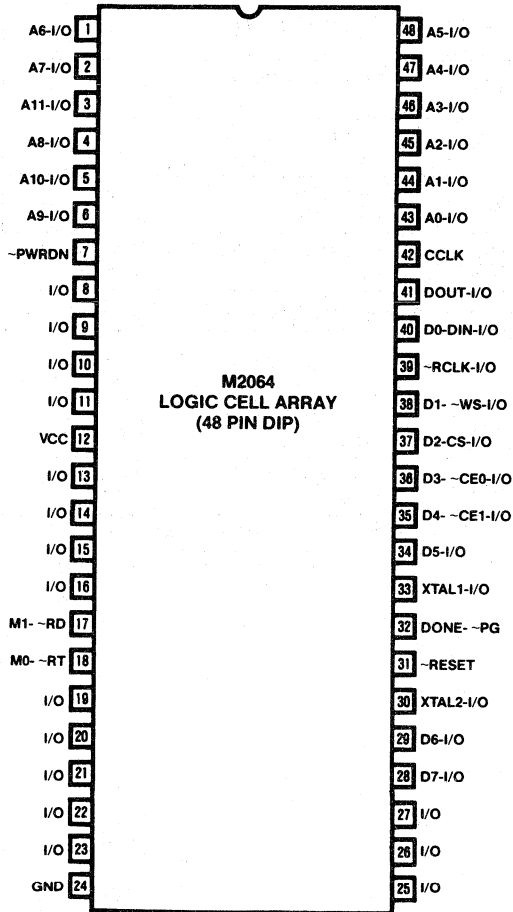 A6-I/O 1 48 A5-I/O
A7-I/O 2 47 A4-I/O
A11-I/O 3 46 A3-I/O
A8-I/O 4 45 A2-I/O
A10-I/O 5 44 A1-I/O
A9-I/O 6 43 A0-I/O
~PWRDN 7 42 CCLK
I/O 8 41 DOUT-I/O
I/O 9 40 D0-DIN-I/O
I/O 10 39 ~RCLK-I/O
M2064
I/O 11 LOGIC CELL ARRAY 38 D1- ~WS-I/O
(48 PIN DIP)
VCC 12 37 D2-CS-I/O
I/O 13 36 D3- ~CE0-I/O
I/O 14 35 D4- ~CE1-I/O
I/O 15 34 D5-I/O
I/O 16 33 XTAL1-I/O
M1- ~RD 17 32 DONE- ~PG
M0- ~RT 18 31 ~RESET
I/O 19 30 XTAL2-I/O
I/O 20 29 D6-I/O
I/O 21 28 D7-I/O
I/O 22 27 I/O
I/O 23 26 I/O
GND 24 25 I/O